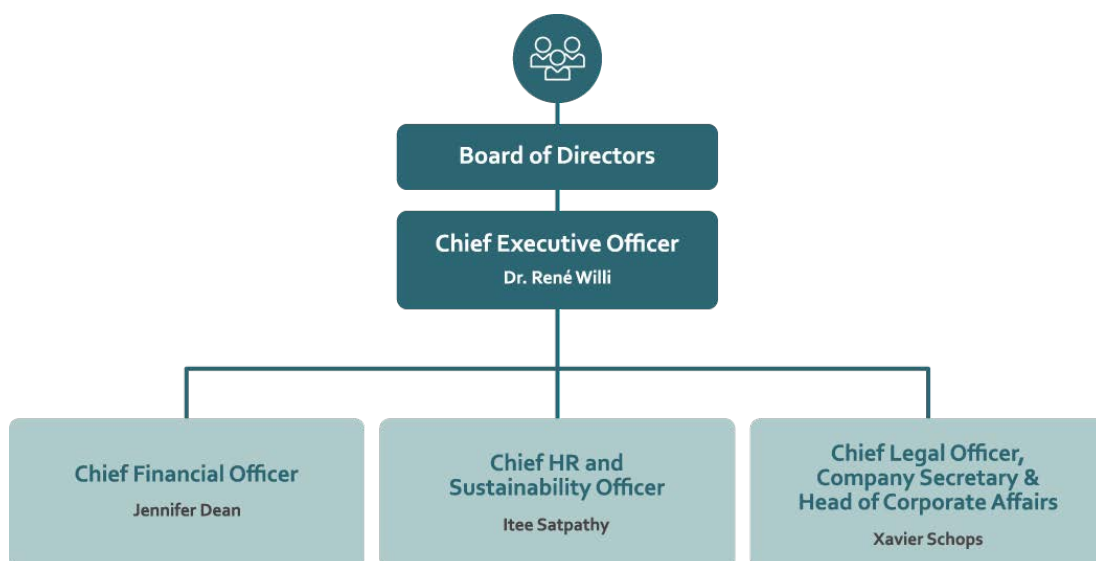 Board of Directors
Chief Executive Officer
Dr. René Willi
Chief Financial Officer
Jennifer Dean
Chief HR and
Sustainability Officer
Itee Satpathy
Chief Legal Officer,
Company Secretary &
Head of Corporate Affairs
Xavier Schops